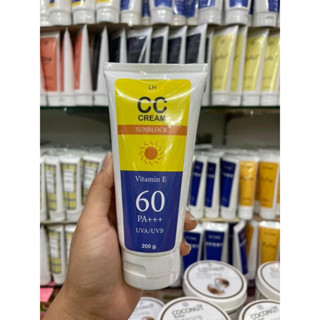 LH
CC
CREAM
SUNBLOCK
Vitamin E
60
PA+++
UVA/UVB
200 g
COCONUT